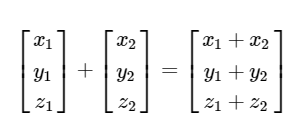 [x₁ y₁ z₁] + [x₂ y₂ z₂] = [x₁ + x₂ y₁ + y₂ z₁ + z₂]